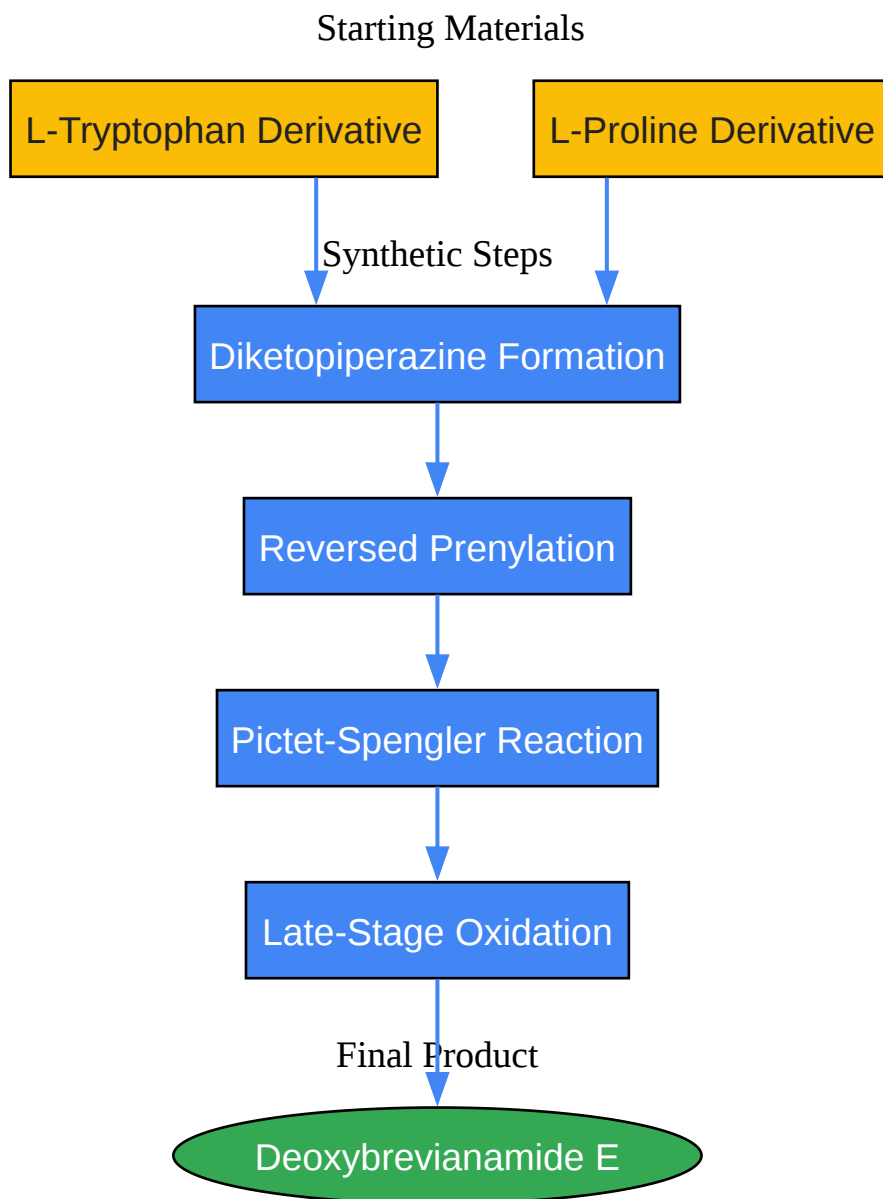 Starting Materials
L-Tryptophan Derivative
L-Proline Derivative
Synthetic Steps
Diketopiperazine Formation
Reversed Prenylation
Pictet-Spengler Reaction
Late-Stage Oxidation
Final Product
Deoxybrevianamide E